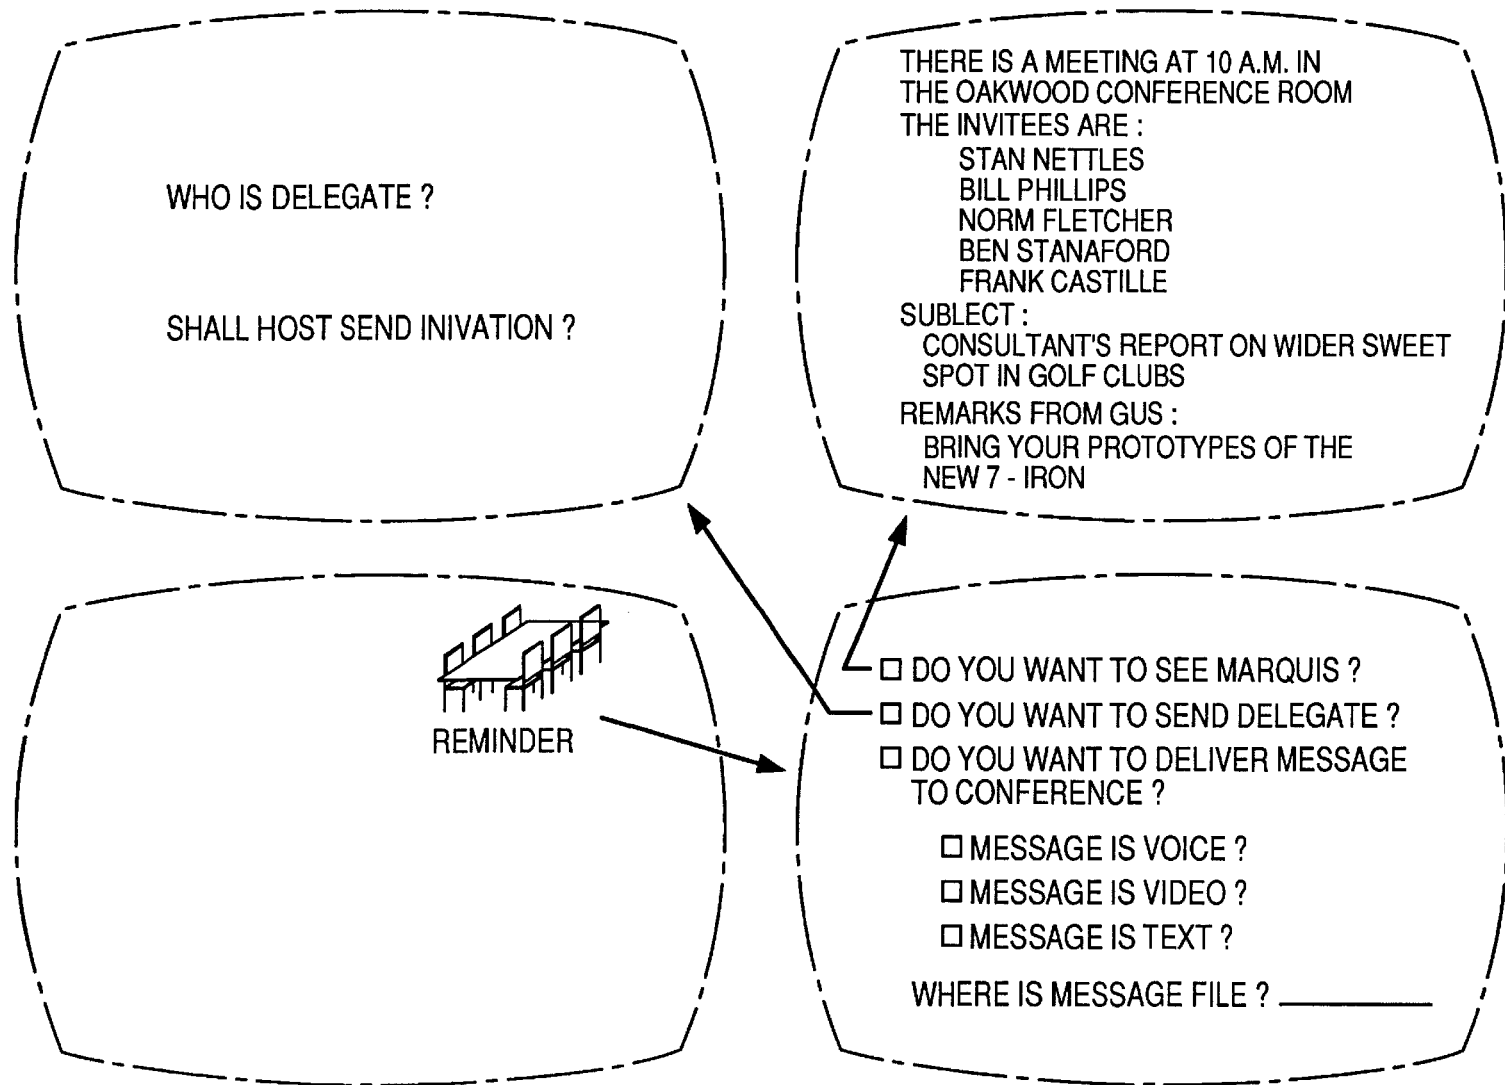 WHO IS DELEGATE ?
SHALL HOST SEND INIVATION ?
THERE IS A MEETING AT 10 A.M. IN
THE OAKWOOD CONFERENCE ROOM
THE INVITEES ARE :
STAN NETTLES
BILL PHILLIPS
NORM FLETCHER
BEN STANAFORD
FRANK CASTILLE
SUBLECT :
CONSULTANT'S REPORT ON WIDER SWEET
SPOT IN GOLF CLUBS
REMARKS FROM GUS :
BRING YOUR PROTOTYPES OF THE
NEW 7 - IRON
REMINDER
DO YOU WANT TO SEE MARQUIS ?
DO YOU WANT TO SEND DELEGATE ?
DO YOU WANT TO DELIVER MESSAGE
TO CONFERENCE ?
MESSAGE IS VOICE ?
MESSAGE IS VIDEO ?
MESSAGE IS TEXT ?
WHERE IS MESSAGE FILE ?